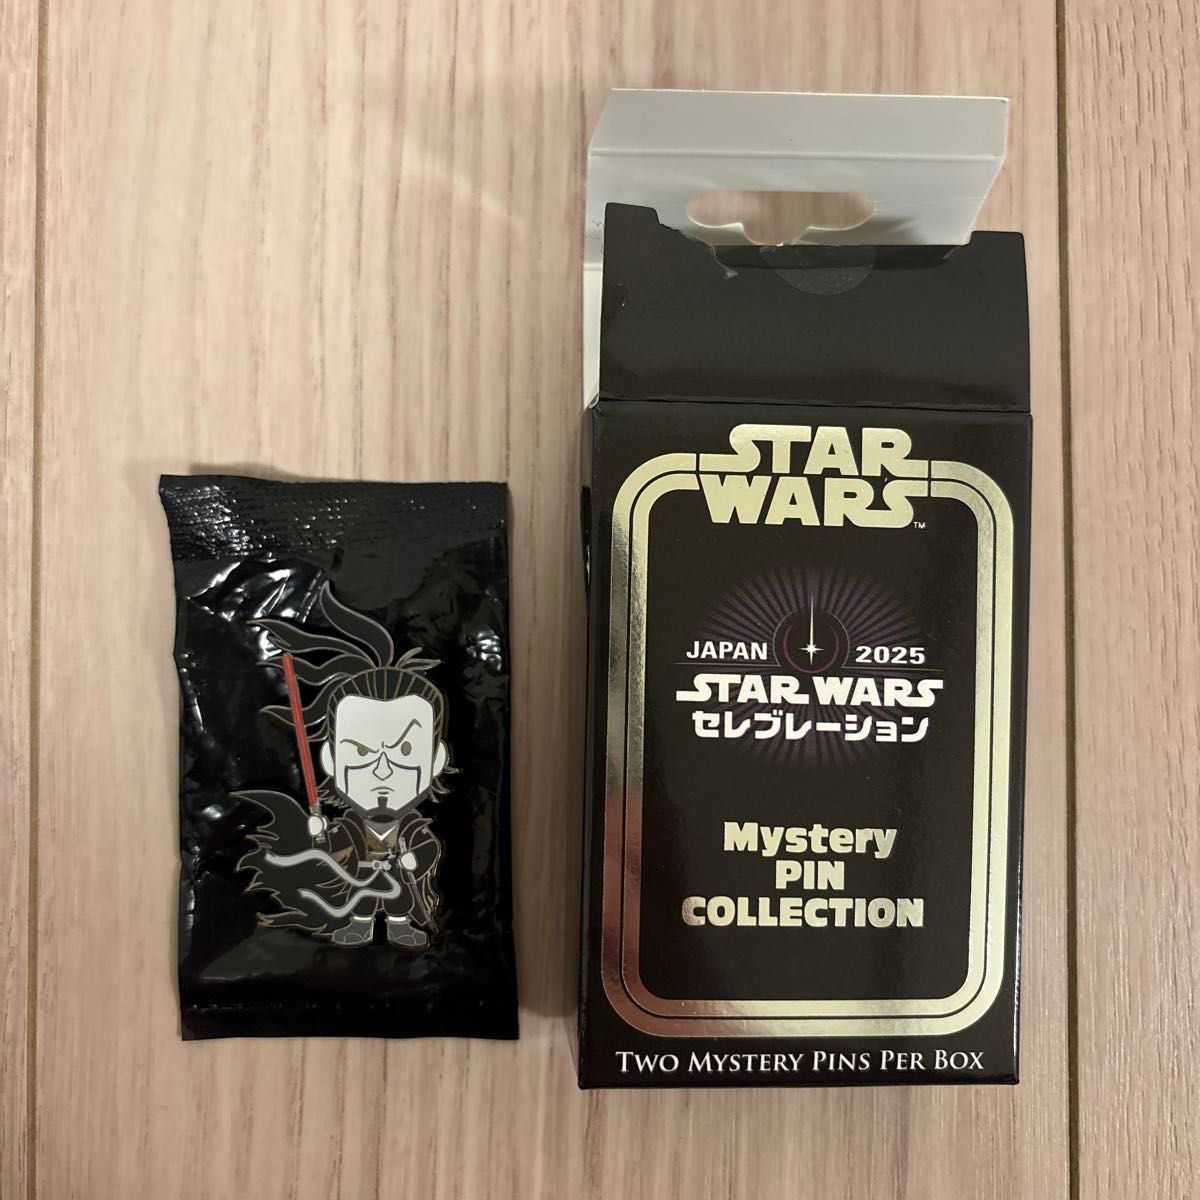 STAR
WARS
TM
JAPAN 2025
STAR WARS
セレブレーション
Mystery
PIN
COLLECTION
TWO MYSTERY PINS PER BOX